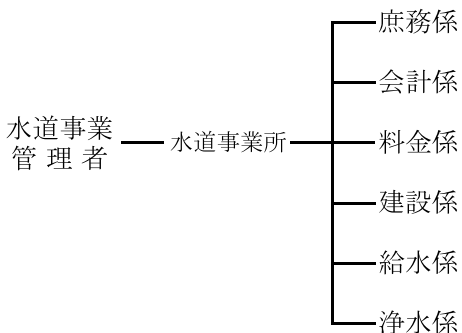 水道事業
管理者
水道事業所
庶務係
会計係
料金係
建設係
給水係
浄水係